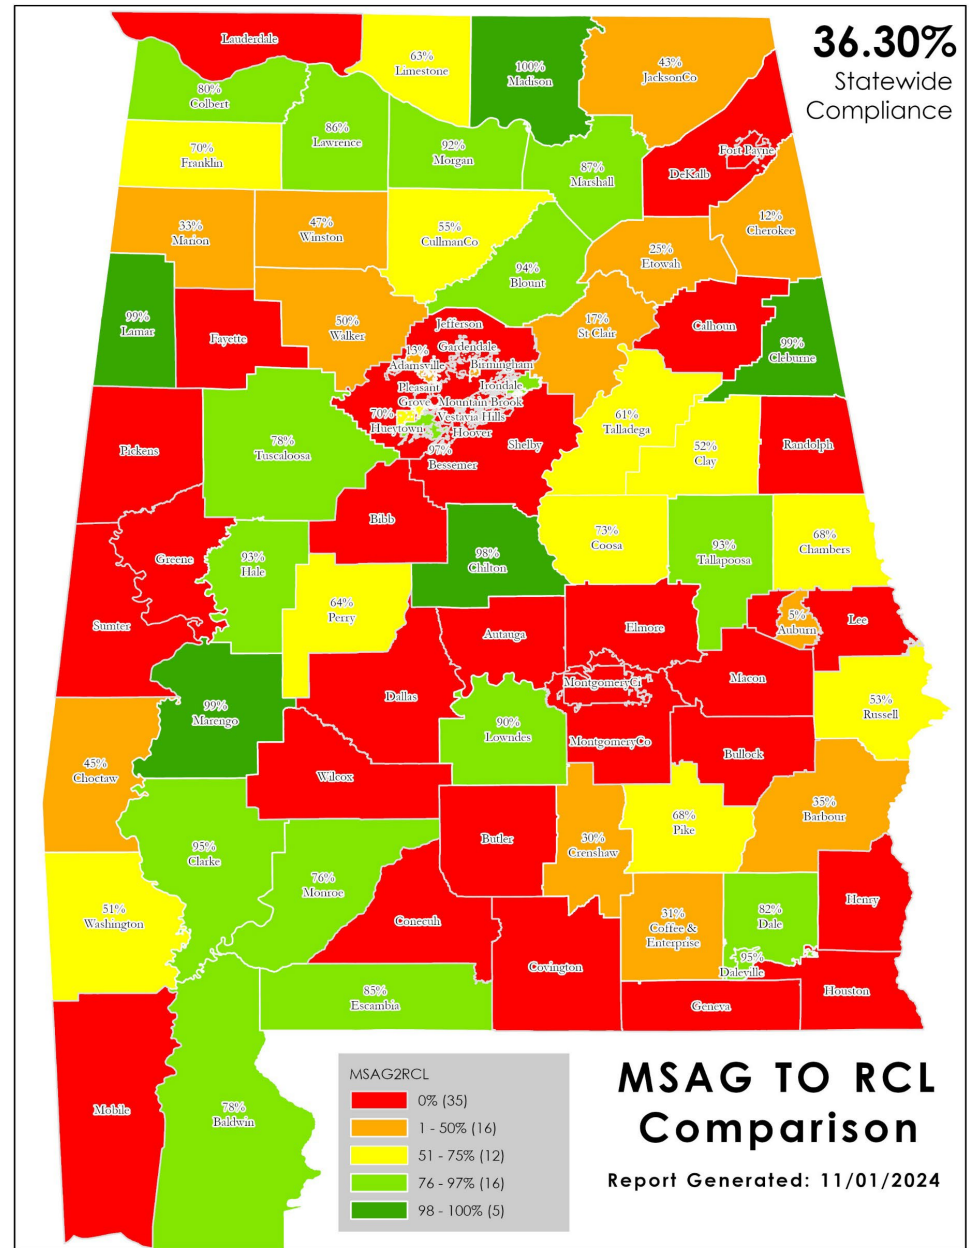 36.30%
Statewide
Compliance
Lauderdale
63%
Limestone
100%
Madison
43%
JacksonCo
80%
Colbert
86%
Lawrence
92%
Morgan
87%
Marshall
Fort Payne
DeKalb
70%
Franklin
33%
Marion
47%
Winston
55%
CullmanCo
12%
Cherokee
25%
Etowah
94%
Blount
99%
Lamar
Fayette
50%
Walker
17%
St Clair
Calhoun
99%
Cleburne
Jefferson
Gardendale
13%
Adamsville
Birmingham
Pleasant
Grove
Irondale
Mountain Brook
70%
Hueytown
Vestavia Hills
Hoover
97%
Bessemer
Shelby
61%
Talladega
52%
Clay
Randolph
Pickens
78%
Tuscaloosa
Bibb
98%
Chilton
73%
Coosa
93%
Tallapoosa
68%
Chambers
Greene
93%
Hale
64%
Perry
Sumter
Autauga
Elmore
5%
Auburn
Lee
Macon
53%
Russell
99%
Marengo
Dallas
MontgomeryCi
90%
Lowndes
MontgomeryCo
Bullock
45%
Choctaw
Wilcox
35%
Barbour
68%
Pike
Butler
30%
Crenshaw
95%
Clarke
76%
Monroe
51%
Washington
Conecuh
31%
Coffee &
Enterprise
82%
Dale
Henry
95%
Daleville
Covington
Houston
85%
Escambia
Geneva
Mobile
78%
Baldwin
MSAG2RCL
0% (35)
1 - 50% (16)
51 - 75% (12)
76 - 97% (16)
98 - 100% (5)
MSAG TO RCL
Comparison
Report Generated: 11/01/2024